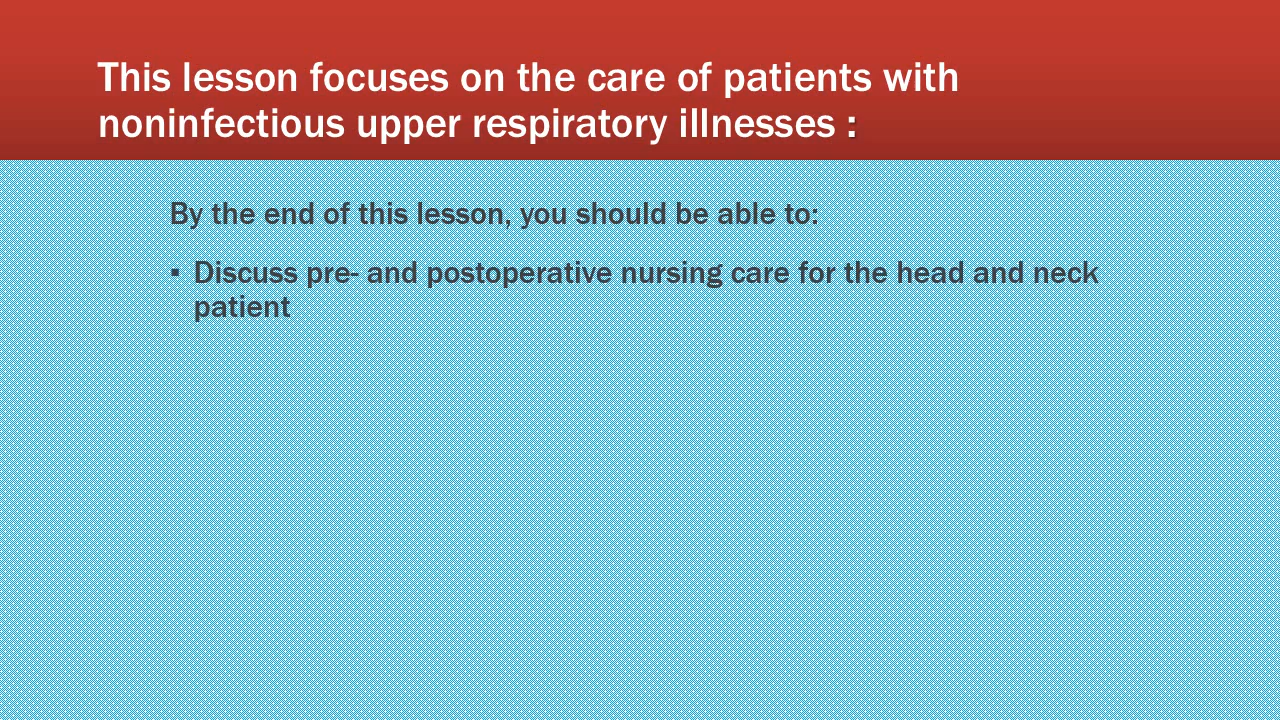 This lesson focuses on the care of patients with
noninfectious upper respiratory illnesses :
By the end of this lesson, you should be able to:
▪ Discuss pre- and postoperative nursing care for the head and neck
patient